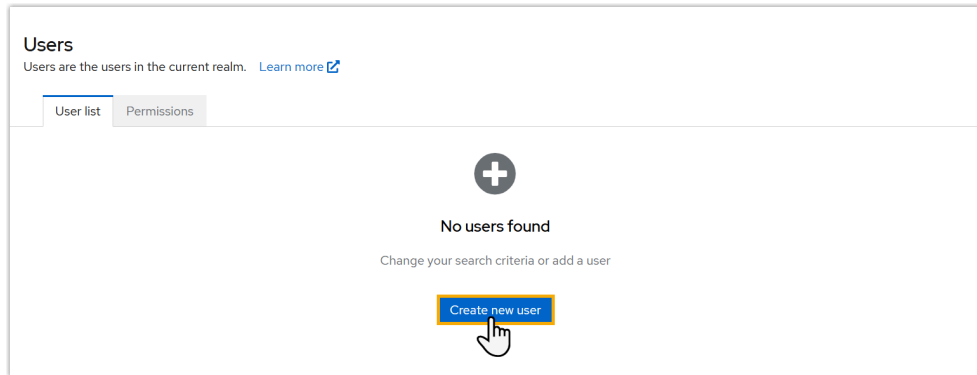 Users
Users are the users in the current realm. Learn more
User list
Permissions
No users found
Change your search criteria or add a user
Create new user